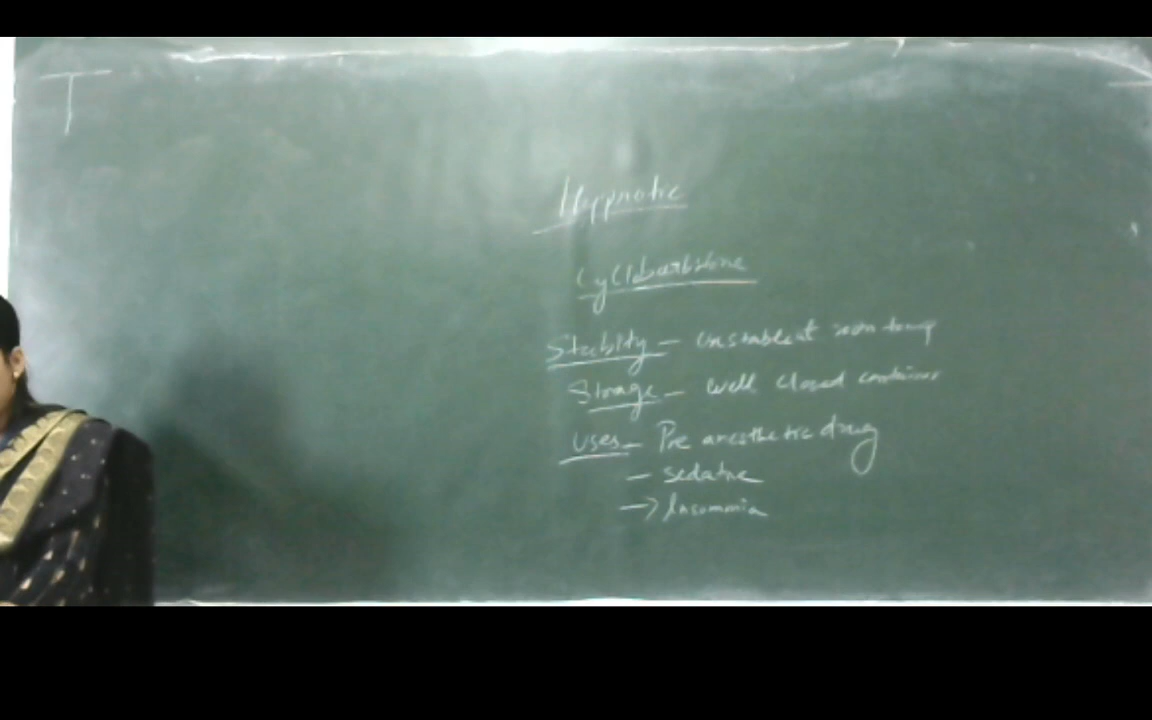 T
Hypnotic
Cyclobarbitone
Stability – unstable at room temp
Storage – well closed container
Uses – Pre anesthetic drug
– sedative
→ Insomnia